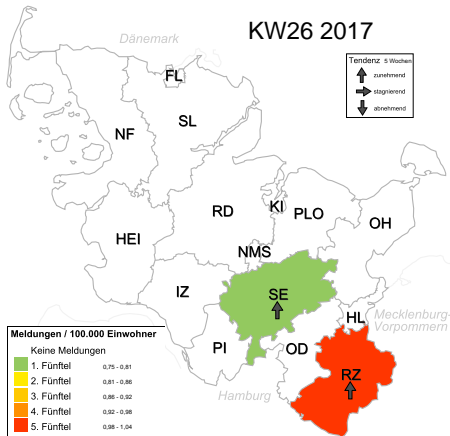 KW26 2017
Dänemark
Tendenz 5 Wochen
zunehmend
stagnierend
abnehmend
FL
SL
NF
RD
KI
PLO
OH
HEI
NMS
IZ
SE
HL
Mecklenburg-
Vorpommern
PI
OD
RZ
Hamburg
Meldungen / 100.000 Einwohner
Keine Meldungen
1. Fünftel 0,75 - 0,81
2. Fünftel 0,81 - 0,86
3. Fünftel 0,86 - 0,92
4. Fünftel 0,92 - 0,98
5. Fünftel 0,98 - 1,04